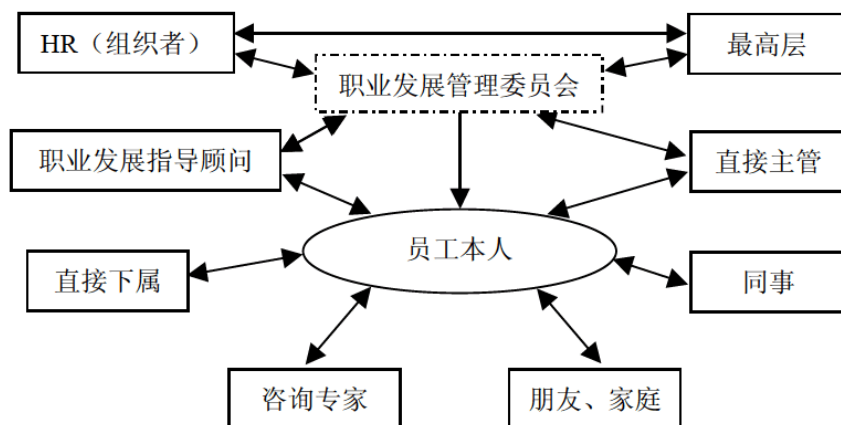 HR（组织者）
最高层
职业发展管理委员会
职业发展指导顾问
直接主管
员工本人
直接下属
同事
咨询专家
朋友、家庭